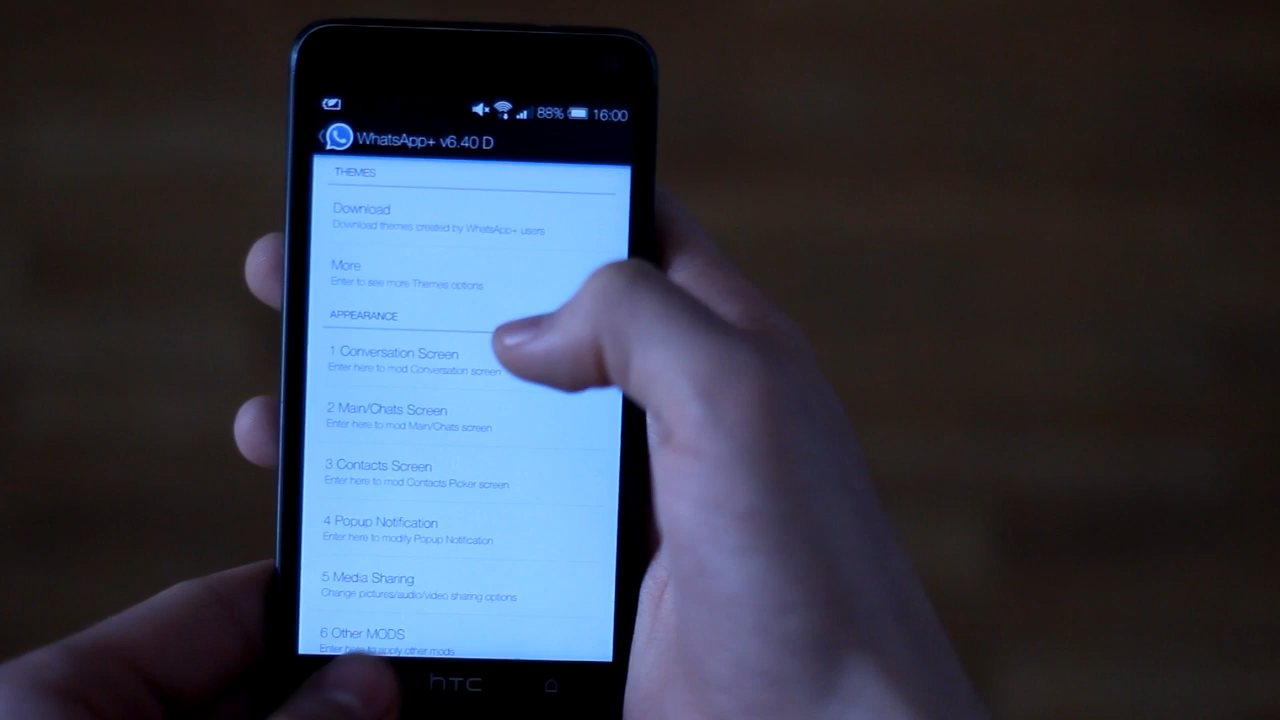 88% 16:00
WhatsApp+ v6.40 D
THEMES
Download
Download themes created by WhatsApp+ users
More
Enter to see more Themes options
APPEARANCE
1 Conversation Screen
Enter here to mod Conversation screen
2 Main/Chats Screen
Enter here to mod Main/Chats screen
3 Contacts Screen
Enter here to mod Contacts Picker screen
4 Popup Notification
Enter here to modify Popup Notification
5 Media Sharing
Change pictures/audio/video sharing options
6 Other MODS
Enter here to apply other mods
hTC